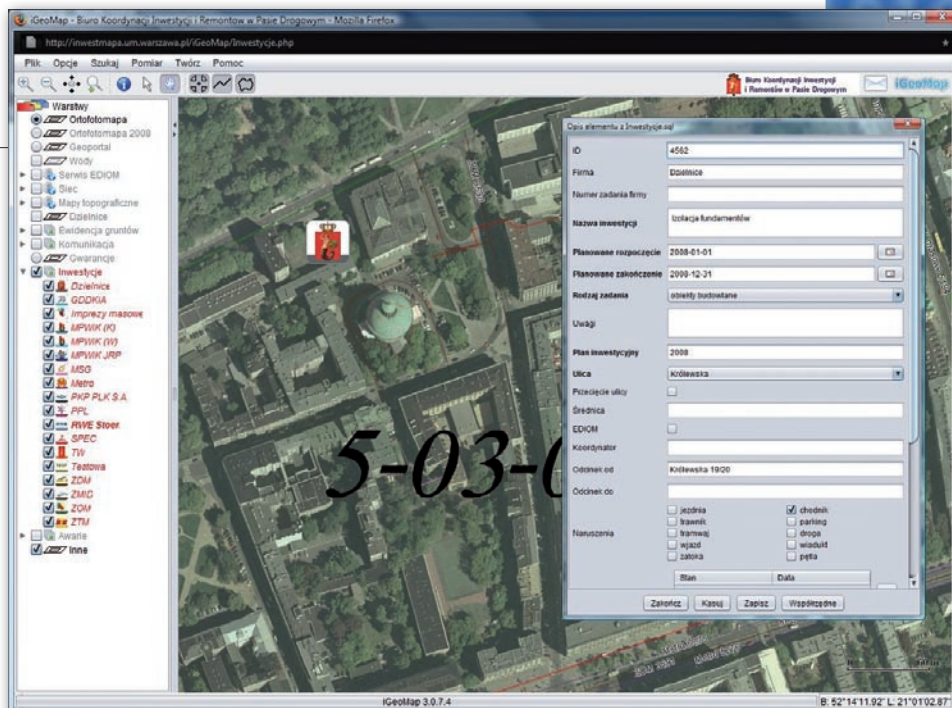 iGeoMap - Biuro Koordynacji Inwestycji i Remontów w Pasie Drogowym - Mozilla Firefox
http://inwestmapa.um.warszawa.pl/iGeoMap/Inwestycje.php
Plik Opcje Szukaj Pomiar Twórz Pomoc
Biuro Koordynacji Inwestycji
i Remontów w Pasie Drogowym
iGeoMap
Warstwy
Ortofotomapa
Ortofotomapa 2008
Geoportal
Wody
Serwis EDIOM
Siec
Mapy topograficzne
Dzielnice
Ewidencja gruntów
Komunikacja
Gwarancje
Inwestycje
Dzielnice
GDDKIA
Imprezy masowe
MPWIK (K)
MPWIK (W)
MPWIK JRP
MSG
Metro
PKP PLK S.A.
PPL
RWE Stoer
SPEC
TW
Testowa
ZDM
ZMID
ZOM
ZTM
Awarie
Inne
5-03-0
Opis elementu z Inwestycje.sql
ID 4562
Firma Dzielnice
Numer zadania firmy
Nazwa inwestycji Izolacja fundamentów
Planowane rozpoczęcie 2008-01-01
Planowane zakończenie 2008-12-31
Rodzaj zadania obiekty budowlane
Uwagi
Plan inwestycyjny 2008
Ulica Królewska
Przecięcie ulicy
Średnica
EDIOM
Koordynator
Odcinek od Królewska 19/20
Odcinek do
Naruszenia
jezdnia chodnik
trawnik parking
tramwaj droga
wjazd wiadukt
zatoka pętla
Stan Data
Zakończ Kasuj Zapisz Współrzędne
iGeoMap 3.0.7.4
B: 52°14'11.92" L: 21°01'02.87"